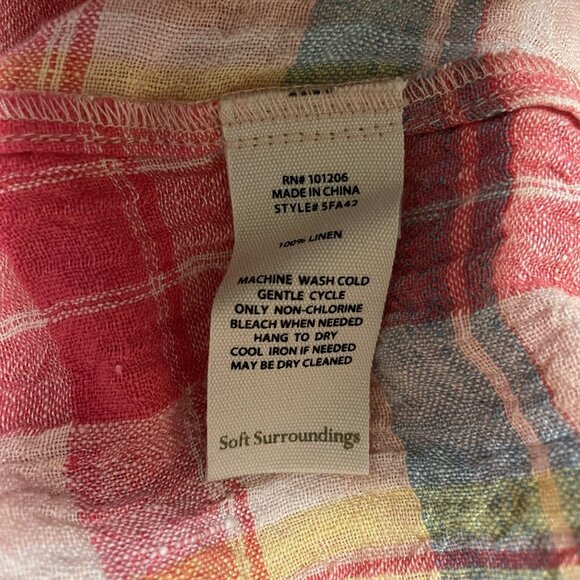 RN# 101206
MADE IN CHINA
STYLE# 5FA42
100% LINEN
MACHINE WASH COLD
GENTLE CYCLE
ONLY NON-CHLORINE
BLEACH WHEN NEEDED
HANG TO DRY
COOL IRON IF NEEDED
MAY BE DRY CLEANED
Soft Surroundings